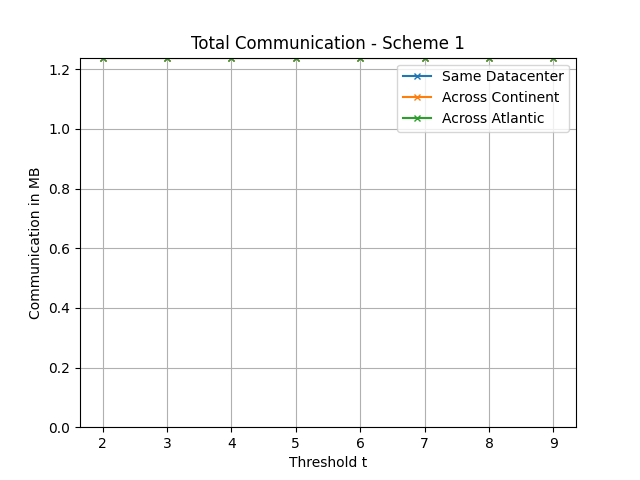 Total Communication - Scheme 1
1.2
1.0
0.8
0.6
0.4
0.2
0.0
Communication in MB
Same Datacenter
Across Continent
Across Atlantic
2 3 4 5 6 7 8 9
Threshold t